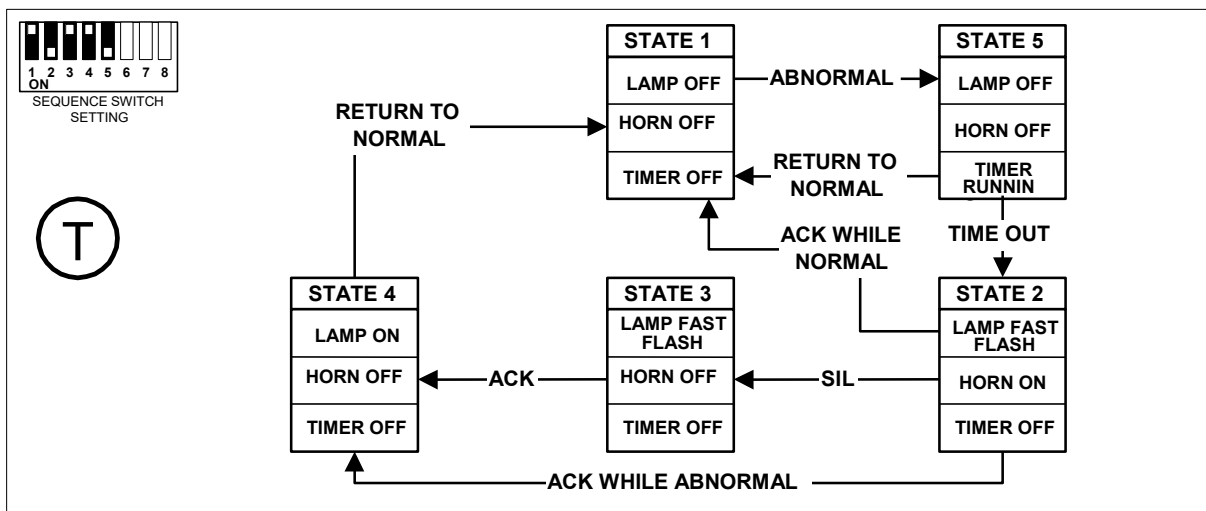 1 2 3 4 5 6 7 8
ON
SEQUENCE SWITCH
SETTING
T
STATE 1
LAMP OFF
HORN OFF
TIMER OFF
ABNORMAL
STATE 5
LAMP OFF
HORN OFF
TIMER
RUNNIN
RETURN TO
NORMAL
RETURN TO
NORMAL
ACK WHILE
NORMAL
TIME OUT
STATE 4
LAMP ON
HORN OFF
TIMER OFF
ACK
STATE 3
LAMP FAST
FLASH
HORN OFF
TIMER OFF
SIL
STATE 2
LAMP FAST
FLASH
HORN ON
TIMER OFF
ACK WHILE ABNORMAL